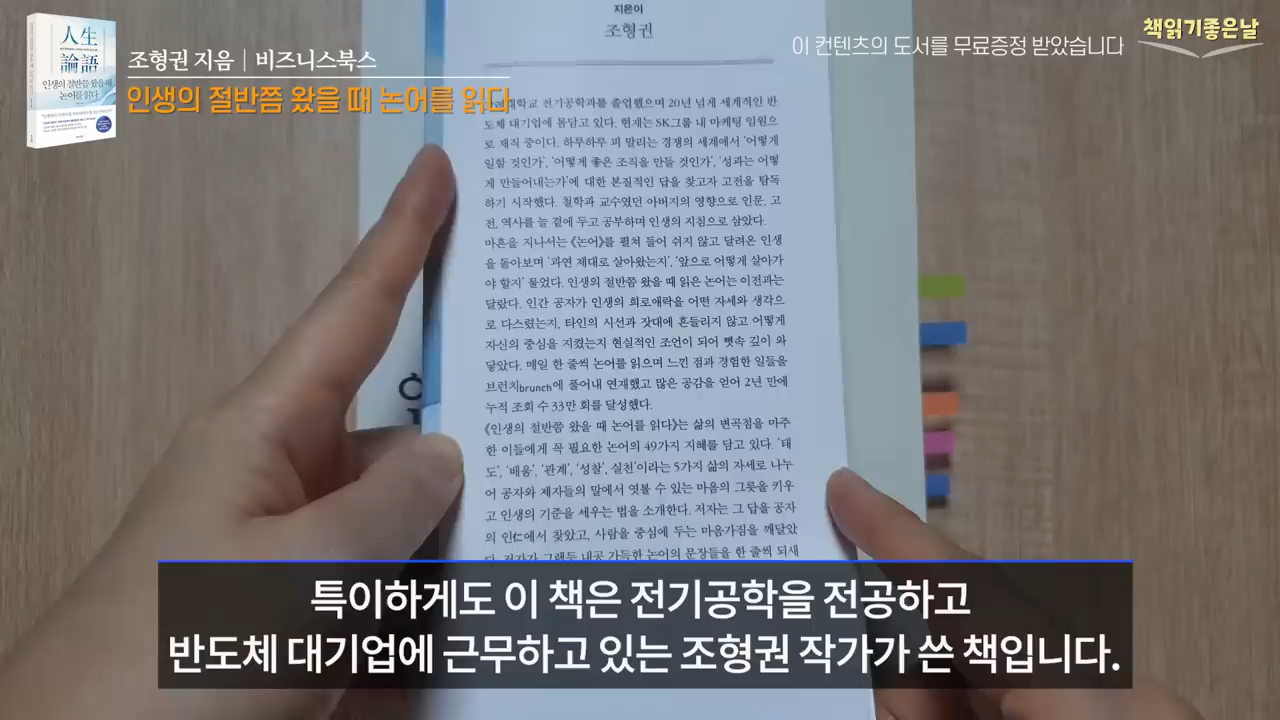 人生
論語
인생의 절반쯤 왔을 때
논어를 읽다
조형권 지음 | 비즈니스북스
인생의 절반쯤 왔을 때 논어를 읽다
이 컨텐츠의 도서를 무료증정 받았습니다
책읽기좋은날
지은이
조형권
대학교 전기공학과를 졸업했으며 20년 넘게 세계적인 반
도체 대기업에 몸담고 있다. 현재는 SK그룹 내 마케팅 임원으
로 재직 중이다. 하루하루 피 말리는 경쟁의 세계에서 ‘어떻게
일할 것인가’, ‘어떻게 좋은 조직을 만들 것인가’, ‘성과는 어떻
게 만들어내는가’에 대한 본질적인 답을 찾고자 고전을 탐독
하기 시작했다. 철학과 교수였던 아버지의 영향으로 인문, 고
전, 역사를 늘 곁에 두고 공부하며 인생의 지침으로 삼았다.
마흔을 지나서는 《논어》를 펼쳐 들어 쉬지 않고 달려온 인생
을 돌아보며 ‘과연 제대로 살아왔는지’, ‘앞으로 어떻게 살아가
야 할지’ 물었다. 인생의 절반쯤 왔을 때 읽은 논어는 이전과는
달랐다. 인간 공자가 인생의 희로애락을 어떤 자세와 생각으
로 다스렸는지, 타인의 시선과 잣대에 흔들리지 않고 어떻게
자신의 중심을 지켰는지 현실적인 조언이 되어 뼛속 깊이 와
닿았다. 매일 한 줄씩 논어를 읽으며 느낀 점과 경험한 일들을
브런치brunch에 풀어내 연재했고 많은 공감을 얻어 2년 만에
누적 조회 수 33만 회를 달성했다.
《인생의 절반쯤 왔을 때 논어를 읽다》는 삶의 변곡점을 마주
한 이들에게 꼭 필요한 논어의 49가지 지혜를 담고 있다. ‘태
도’, ‘배움’, ‘관계’, ‘성찰’, 실천’이라는 5가지 삶의 자세로 나누
어 공자와 제자들의 말에서 엿볼 수 있는 마음의 그릇을 키우
고 인생의 기준을 세우는 법을 소개한다. 저자는 그 답을 공자
의 인仁에서 찾았고, 사람을 중심에 두는 마음가짐을 깨달았
다. 저자가 그랬듯 내공 가득한 논어의 문장들을 한 줄씩 되새
특이하게도 이 책은 전기공학을 전공하고
반도체 대기업에 근무하고 있는 조형권 작가가 쓴 책입니다.